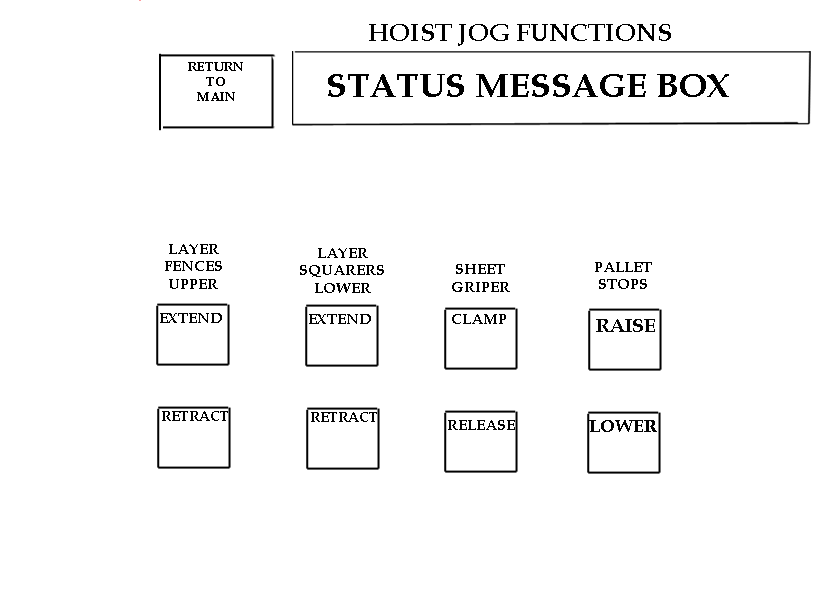 HOIST JOG FUNCTIONS
RETURN
TO
MAIN
STATUS MESSAGE BOX
LAYER
FENCES
UPPER
LAYER
SQUARERS
LOWER
SHEET
GRIPER
PALLET
STOPS
EXTEND
EXTEND
CLAMP
RAISE
RETRACT
RETRACT
RELEASE
LOWER